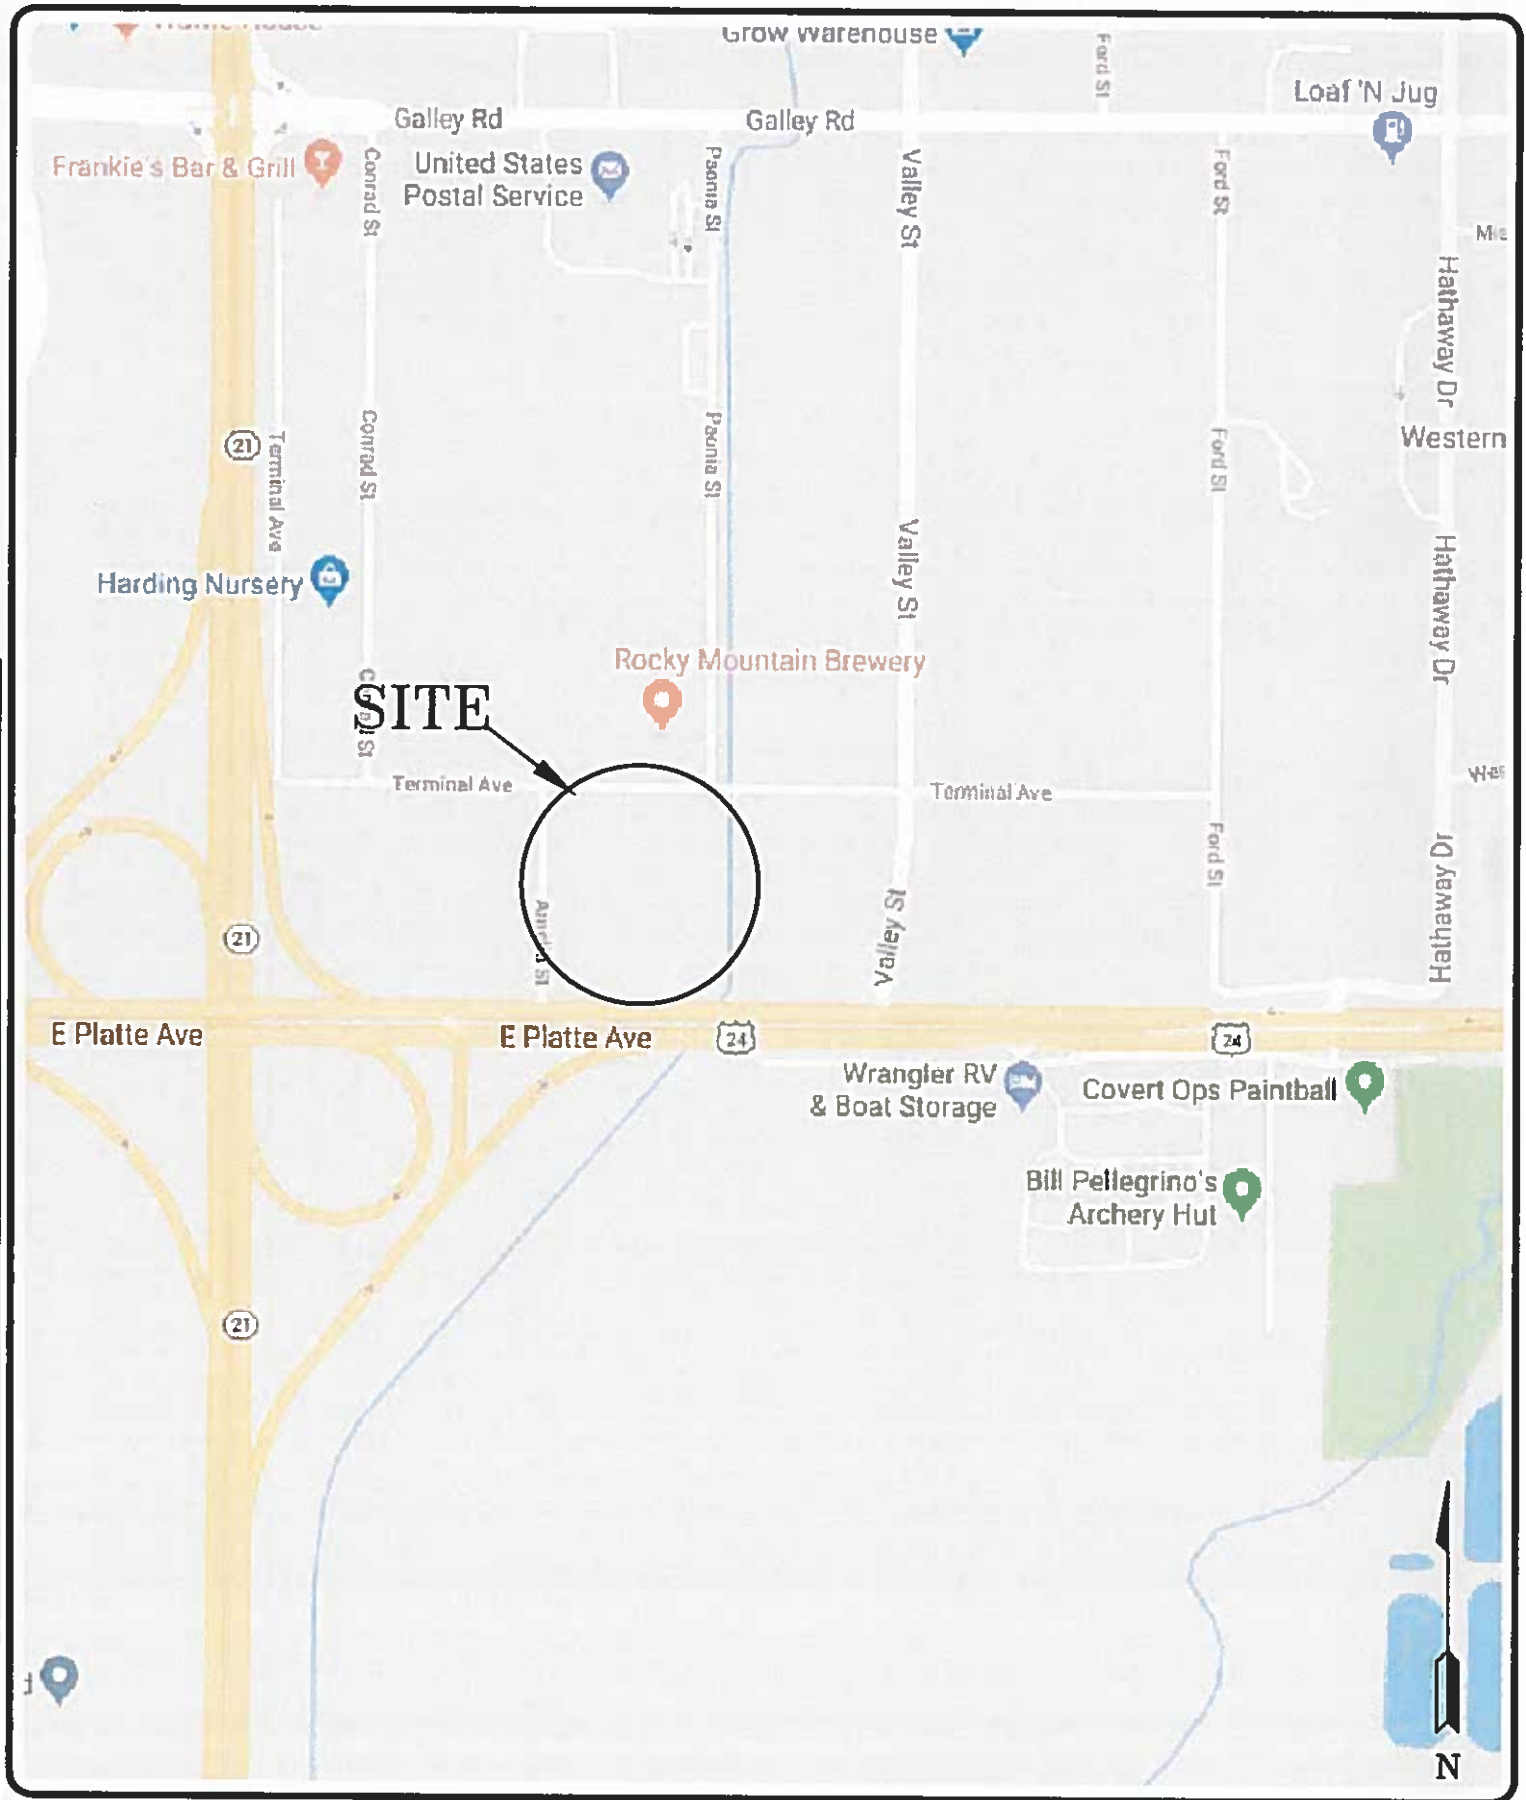 Grow Warehouse
Ford St
Loaf 'N Jug
Galley Rd
Galley Rd
Frankie's Bar & Grill
United States
Postal Service
Conrad St
Paonia St
Valley St
Ford St
Hathaway Dr
21
Terminal Ave
Conrad St
Paonia St
Ford St
Western
Valley St
Hathaway Dr
Harding Nursery
Rocky Mountain Brewery
SITE
St
Terminal Ave
Terminal Ave
Ford St
Hathaway Dr
Valley St
21
St
E Platte Ave
E Platte Ave
24
24
Wrangler RV
& Boat Storage
Covert Ops Paintball
Bill Pellegrino's
Archery Hut
21
N